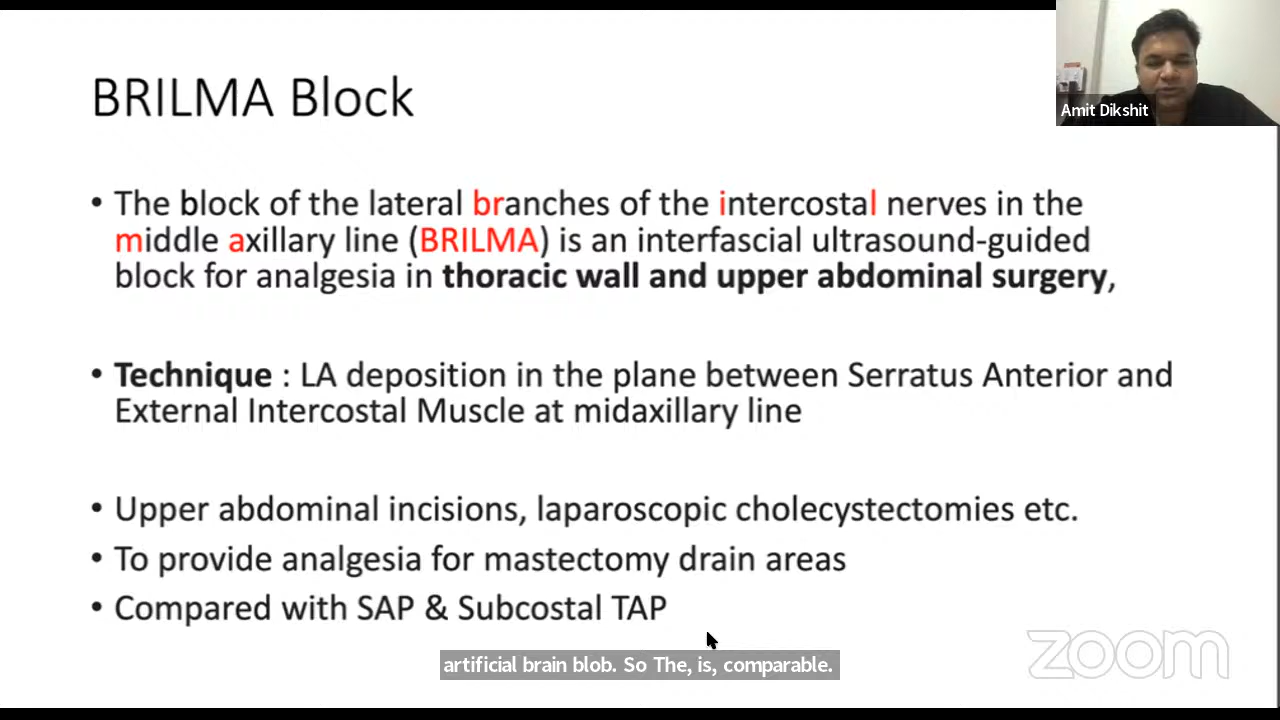 BRILMA Block
Amit Dikshit
• The block of the lateral branches of the intercostal nerves in the
middle axillary line (BRILMA) is an interfascial ultrasound-guided
block for analgesia in thoracic wall and upper abdominal surgery,
• Technique : LA deposition in the plane between Serratus Anterior and
External Intercostal Muscle at midaxillary line
• Upper abdominal incisions, laparoscopic cholecystectomies etc.
• To provide analgesia for mastectomy drain areas
• Compared with SAP & Subcostal TAP
artificial brain blob. So The, is, comparable.
zoom